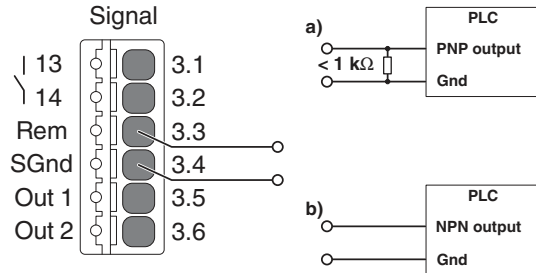 Signal
13
14
Rem
SGnd
Out 1
Out 2
3.1
3.2
3.3
3.4
3.5
3.6
a)
< 1 kΩ
PLC
PNP output
Gnd
b)
PLC
NPN output
Gnd